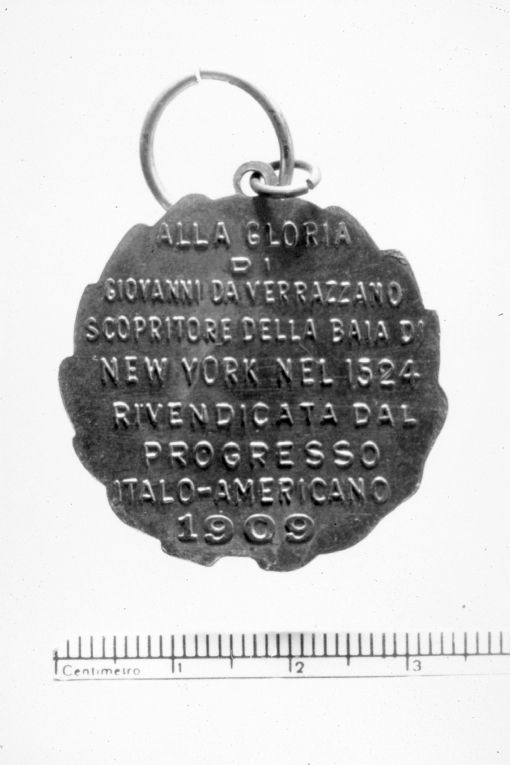 ALLA GLORIA
DI
GIOVANNI DA VERRAZZANO
SCOPRITORE DELLA BAIA D'
NEW YORK NEL 1524
RIVENDICATA DAL
PROGRESSO
ITALO-AMERICANO
1909
Centimetro 1 2 3